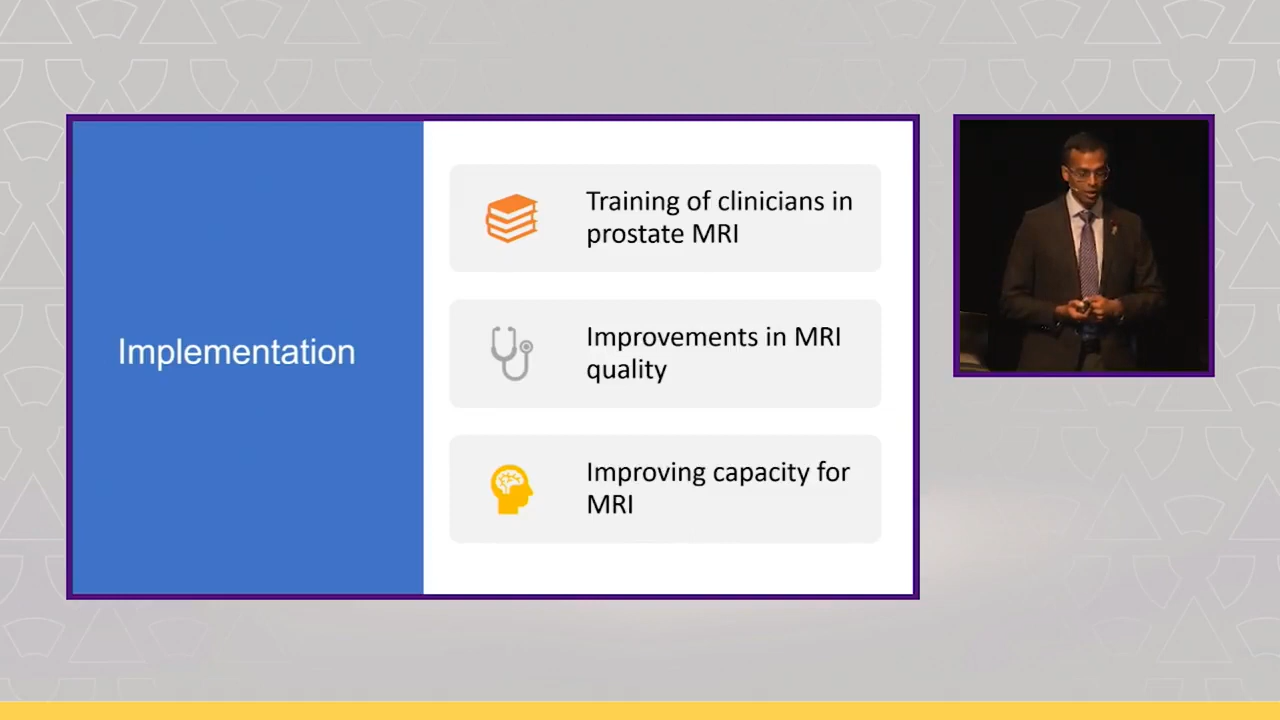 Implementation
Training of clinicians in
prostate MRI
Improvements in MRI
quality
Improving capacity for
MRI